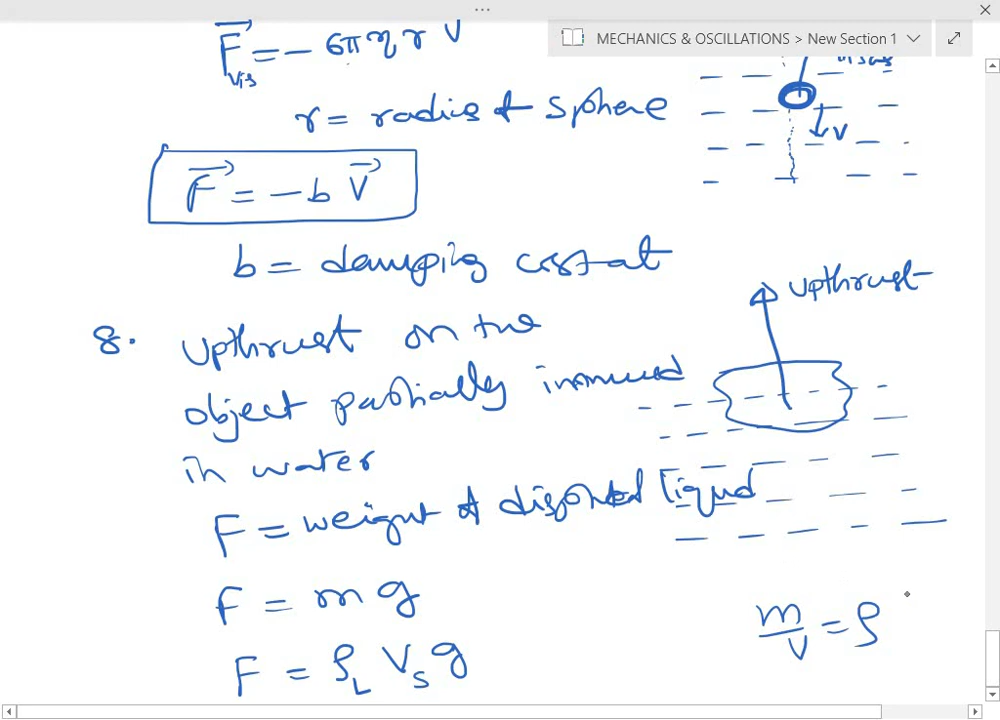 MECHANICS & OSCILLATIONS > New Section 1
F⃗vis = - 6πηr V
r = radius of sphere
V
F⃗ = - b V⃗
b = damping constant
upthrust
8. upthrust on the
object partially immersed
in water
F = weight of displaced liquid
F = mg
m/V = ρ
F = ρL Vs g